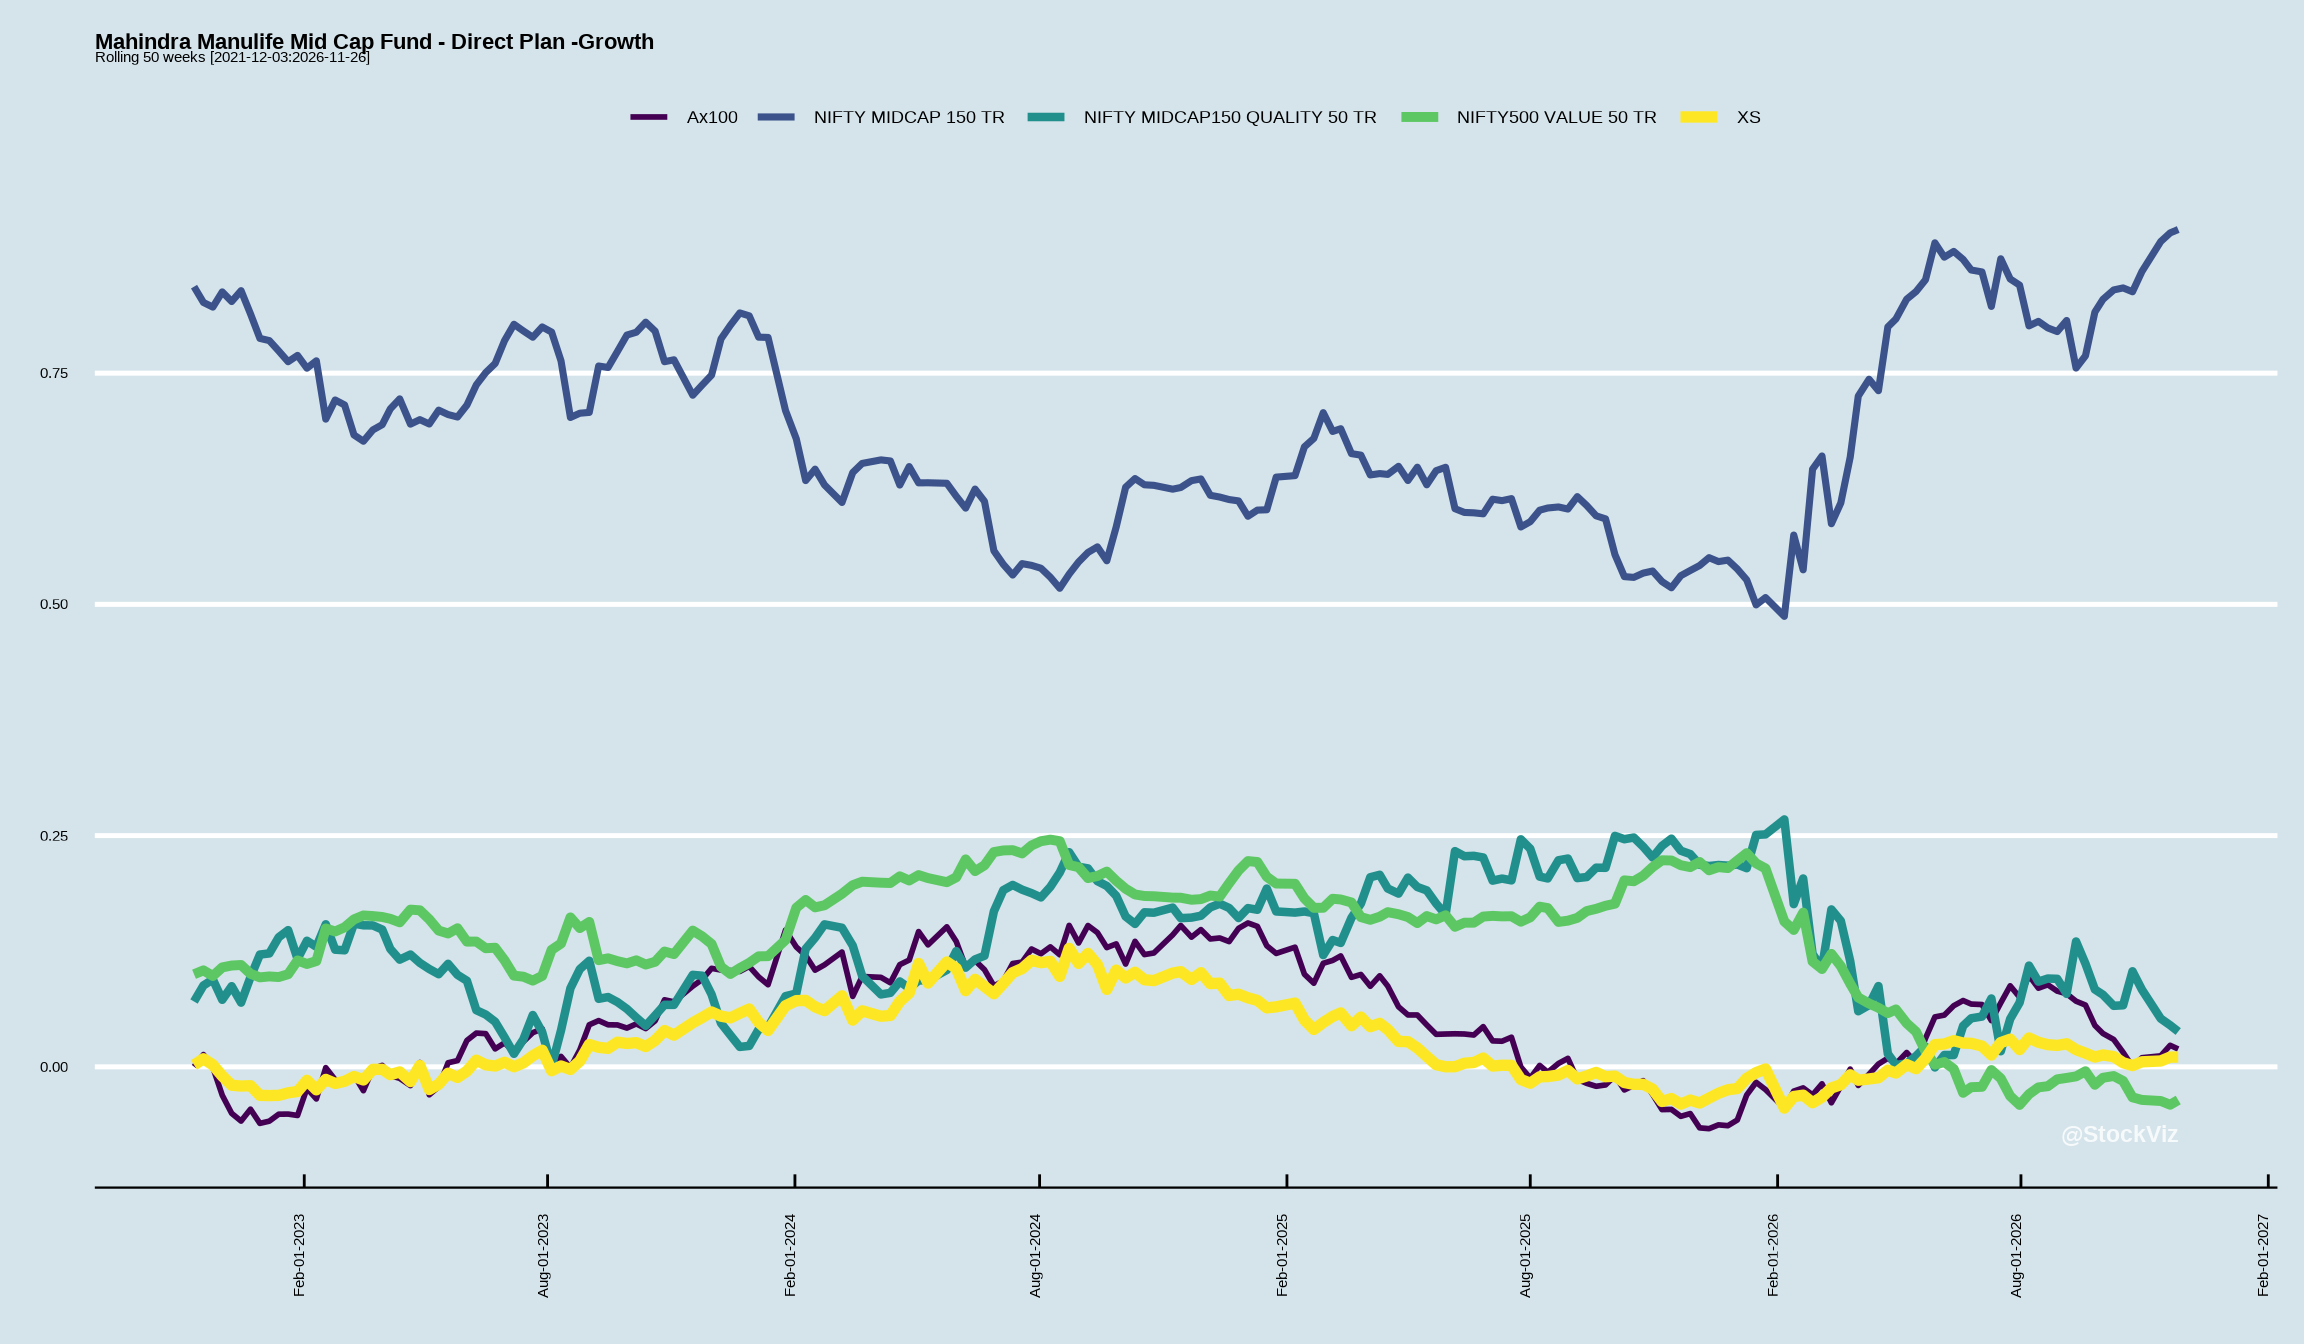 Mahindra Manulife Mid Cap Fund - Direct Plan -Growth
Rolling 50 weeks [2021-12-03:2026-11-26]
Ax100 NIFTY MIDCAP 150 TR NIFTY MIDCAP150 QUALITY 50 TR NIFTY500 VALUE 50 TR XS
0.75
0.50
0.25
0.00
@StockViz
Feb-01-2023 Aug-01-2023 Feb-01-2024 Aug-01-2024 Feb-01-2025 Aug-01-2025 Feb-01-2026 Aug-01-2026 Feb-01-2027